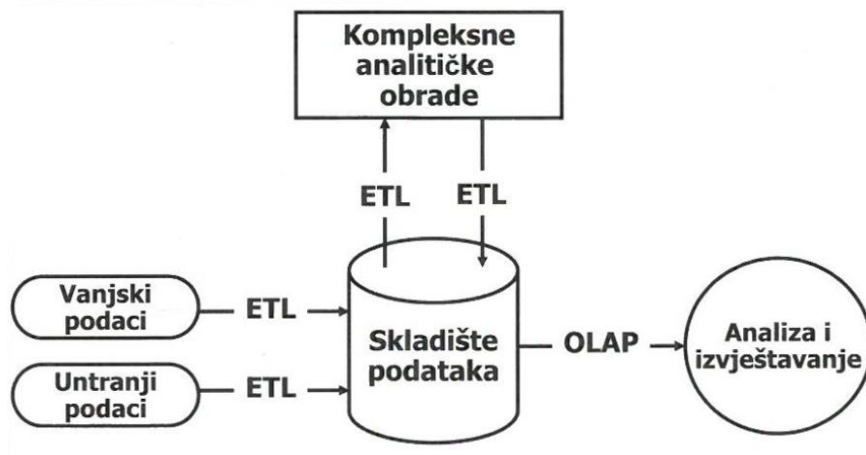 Kompleksne
analitičke
obrade
ETL
ETL
Vanjski
podaci
ETL
Untranji
podaci
ETL
Skladište
podataka
OLAP
Analiza i
izvještavanje